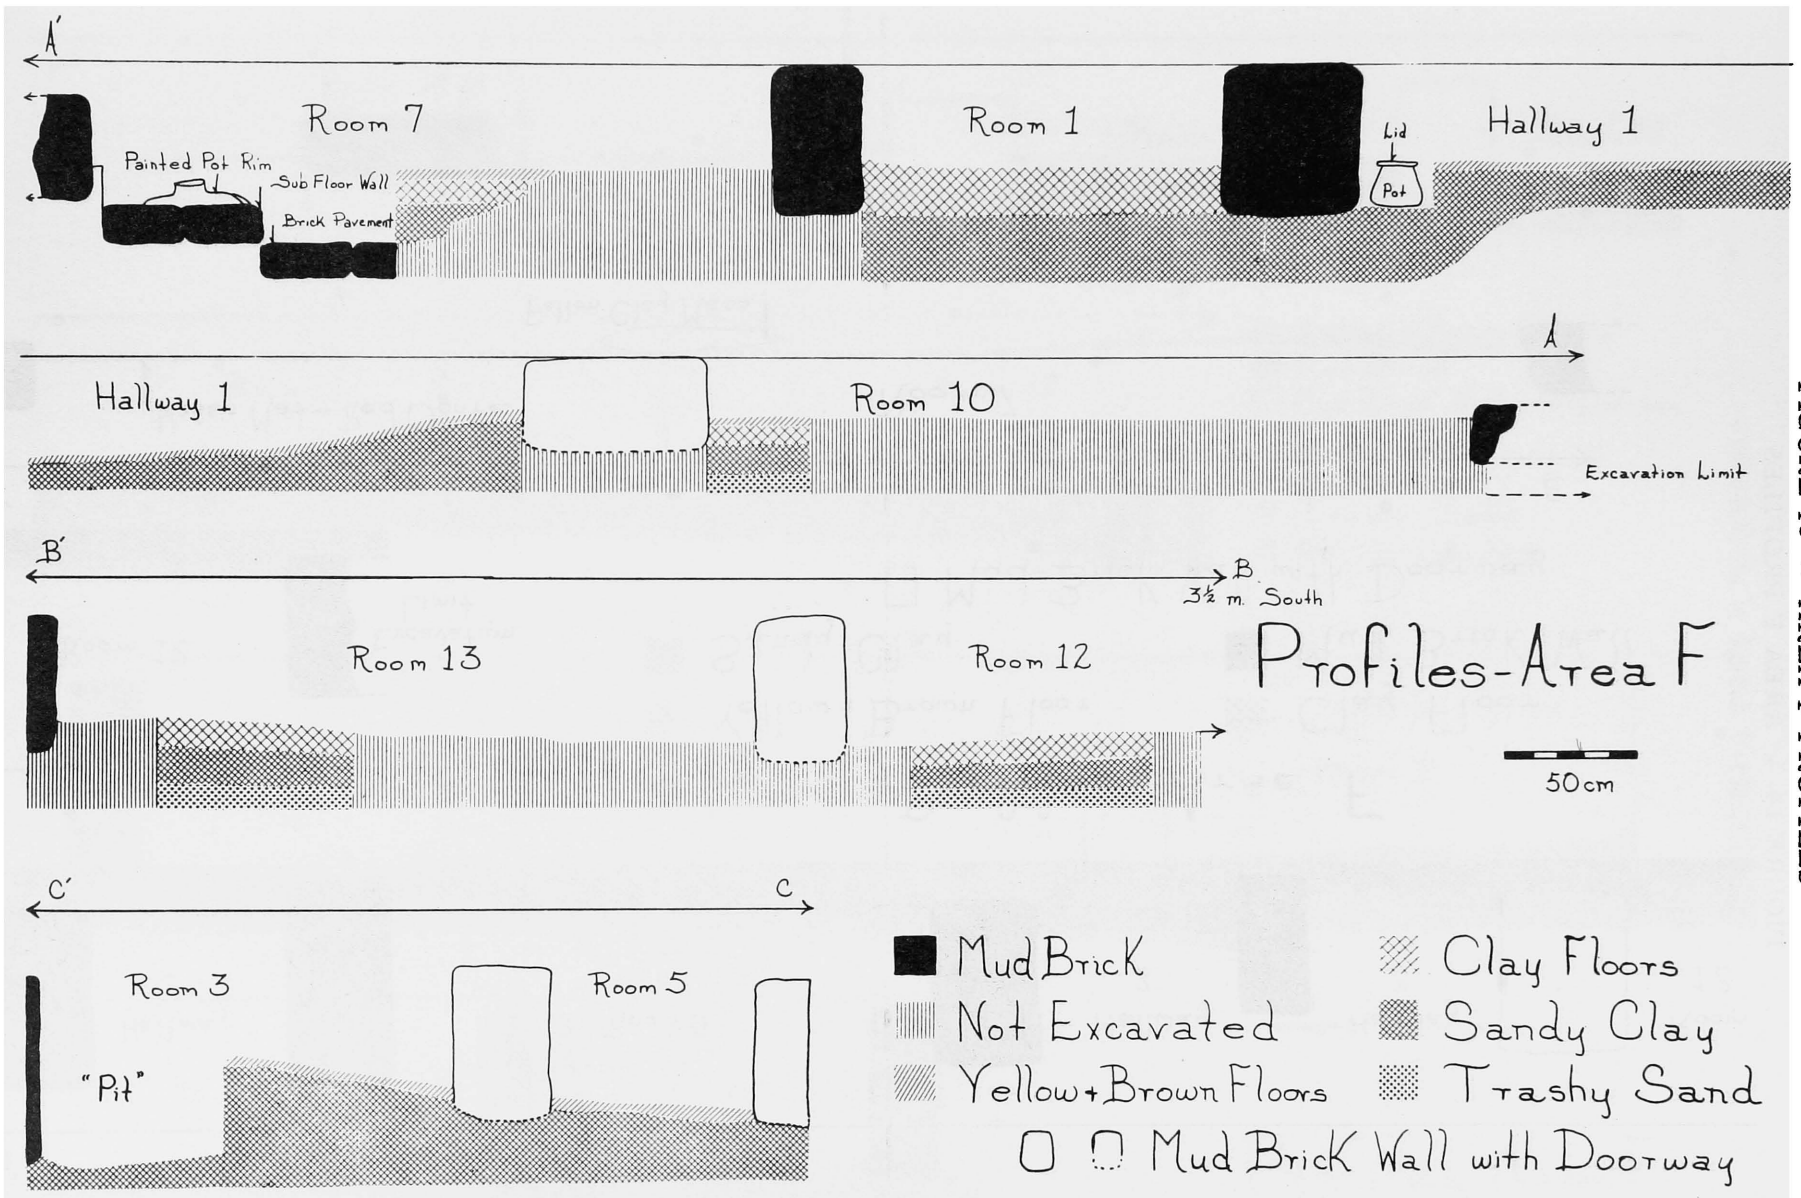 A′
Room 7
Room 1
Hallway 1
Painted Pot Rim
Sub Floor Wall
Brick Pavement
Lid
Pot
A
Hallway 1
Room 10
Excavation Limit
B′
B
3½ m. South
Room 13
Room 12
Profiles-Area F
50cm
C′
C
Room 3
Room 5
"Pit"
Mud Brick
Clay Floors
Not Excavated
Sandy Clay
Yellow+Brown Floors
Trashy Sand
Mud Brick Wall with Doorway